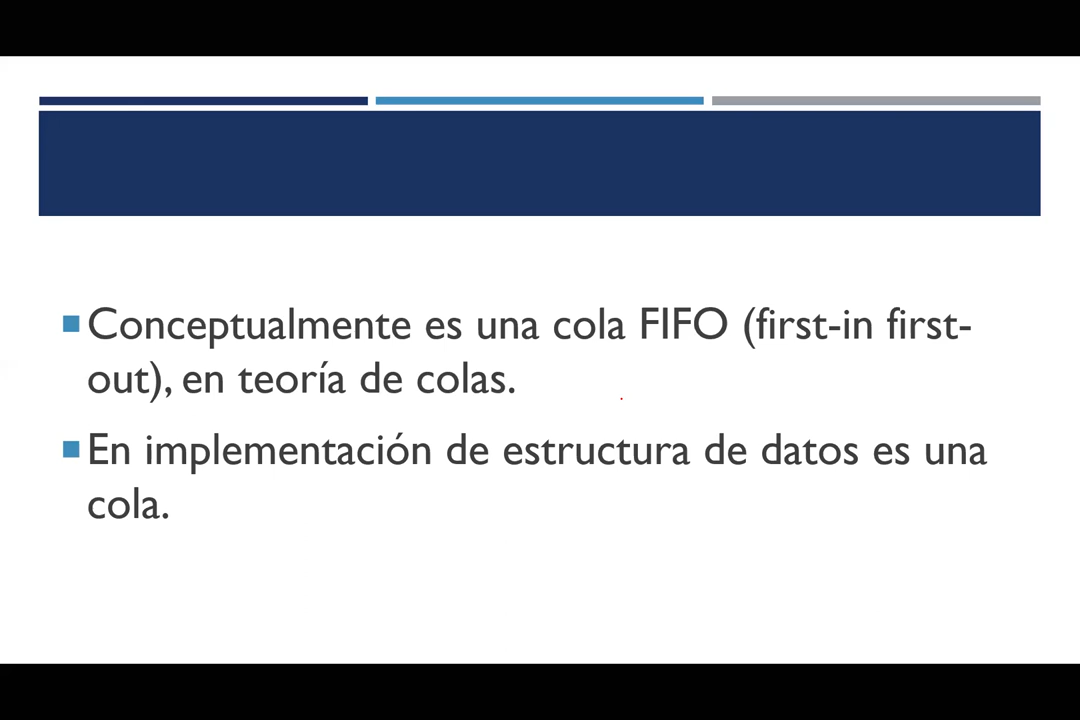 Conceptualmente es una cola FIFO (first-in first-
out), en teoría de colas.
En implementación de estructura de datos es una
cola.